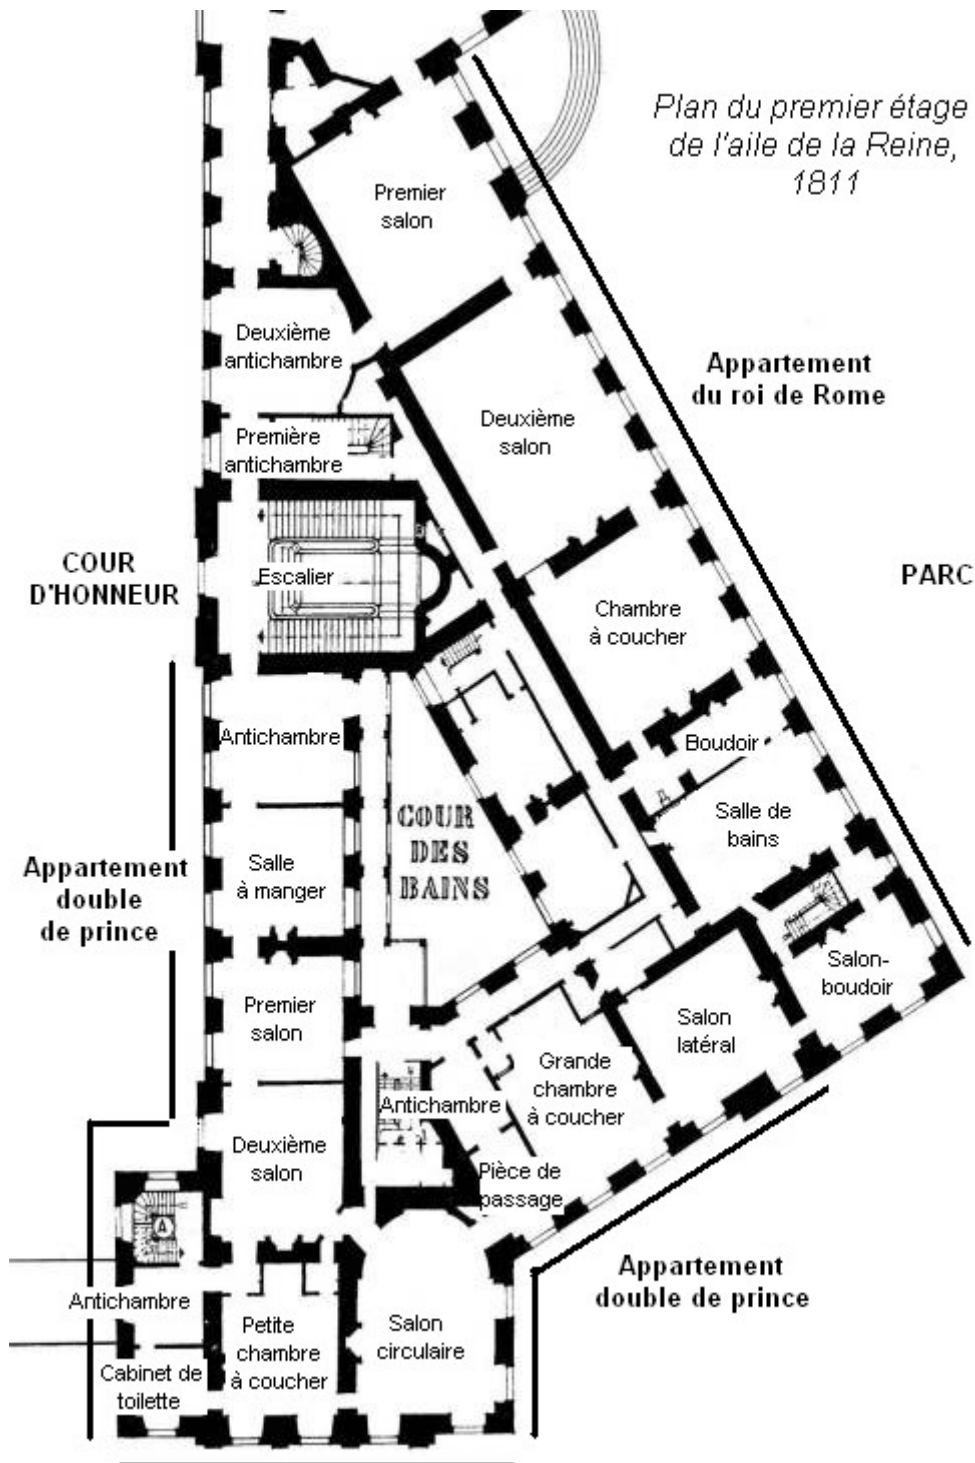 Plan du premier étage
de l'aile de la Reine,
1811
Premier
salon
Deuxième
antichambre
Appartement
du roi de Rome
Deuxième
salon
Première
antichambre
COUR
D'HONNEUR
Escalier
PARC
Chambre
à coucher
Antichambre
Boudoir
Salle de
bains
COUR
DES
BAINS
Appartement
double
de prince
Salle
à manger
Salon-
boudoir
Premier
salon
Salon
latéral
Grande
chambre
à coucher
Antichambre
Deuxième
salon
Pièce de
passage
A
Appartement
double de prince
Antichambre
Petite
chambre
à coucher
Salon
circulaire
Cabinet de
toilette